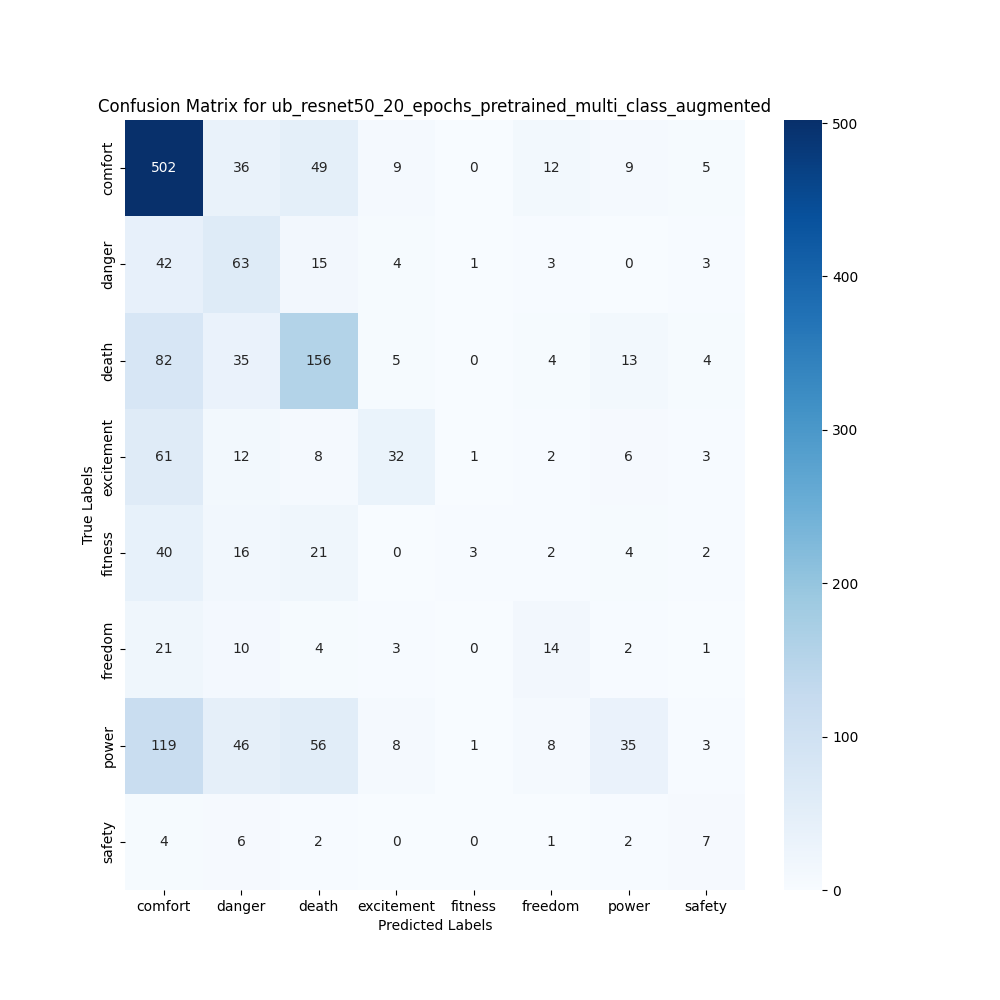 Confusion Matrix for ub_resnet50_20_epochs_pretrained_multi_class_augmented
comfort 502 36 49 9 0 12 9 5
danger 42 63 15 4 1 3 0 3
death 82 35 156 5 0 4 13 4
excitement 61 12 8 32 1 2 6 3
fitness 40 16 21 0 3 2 4 2
freedom 21 10 4 3 0 14 2 1
power 119 46 56 8 1 8 35 3
safety 4 6 2 0 0 1 2 7
True Labels
comfort danger death excitement fitness freedom power safety
Predicted Labels
500
400
300
200
100
0